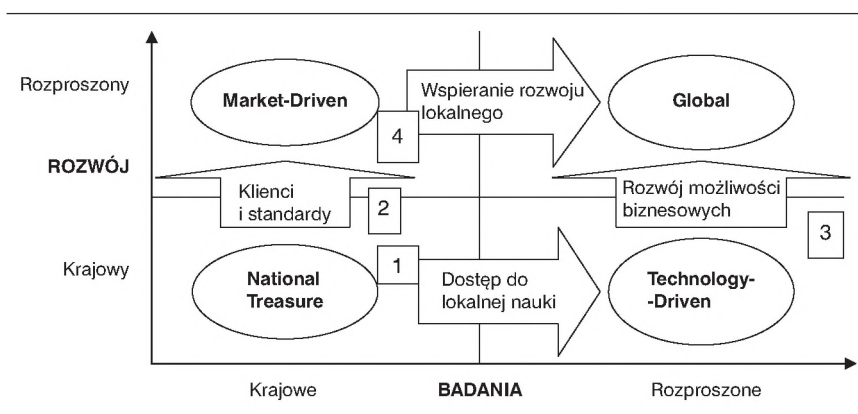 Rozproszony
Market-Driven
4
Wspieranie rozwoju
lokalnego
Global
ROZWÓJ
Klienci
i standardy
2
Rozwój możliwości
biznesowych
3
Krajowy
National
Treasure
1
Dostęp do
lokalnej nauki
Technology-
-Driven
Krajowe
BADANIA
Rozproszone